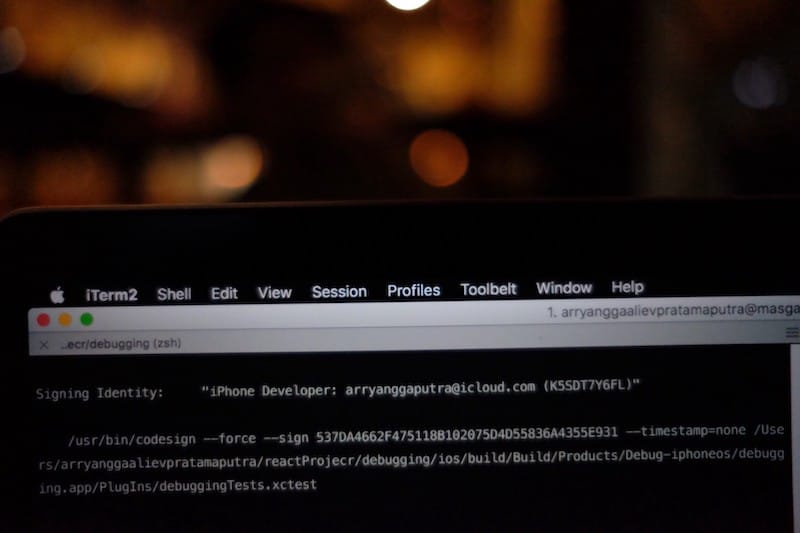 iTerm2 Shell Edit View Session Profiles Toolbelt Window Help
1. arryanggaalievpratamaputra@masga
..ecr/debugging (zsh)
Signing Identity: "iPhone Developer: arryanggaputra@icloud.com (K5SDT7Y6FL)"
/usr/bin/codesign --force --sign 537DA4662F475118B102075D4D55836A4355E931 --timestamp=none /Use
rs/arryanggaalievpratamaputra/reactProjecr/debugging/ios/build/Build/Products/Debug-iphoneos/debugg
ing.app/PlugIns/debuggingTests.xctest